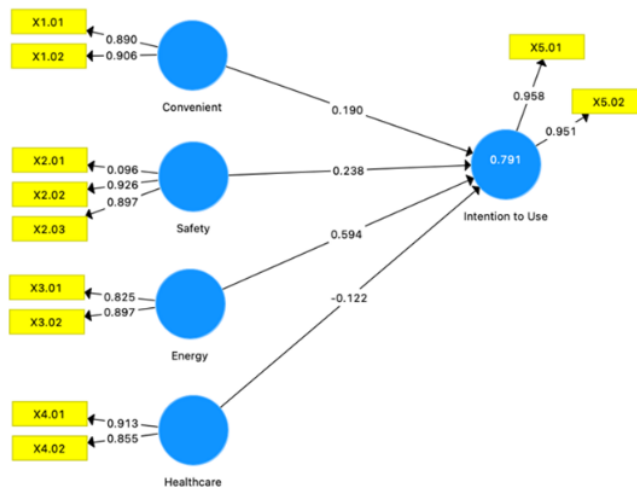 X1.01
0.890
X1.02
0.906
Convenient
0.190
X5.01
0.958
X5.02
0.951
0.791
Intention to Use
X2.01
0.096
X2.02
0.926
X2.03
0.897
Safety
0.238
X3.01
0.825
X3.02
0.897
Energy
0.594
X4.01
0.913
X4.02
0.855
Healthcare
-0.122